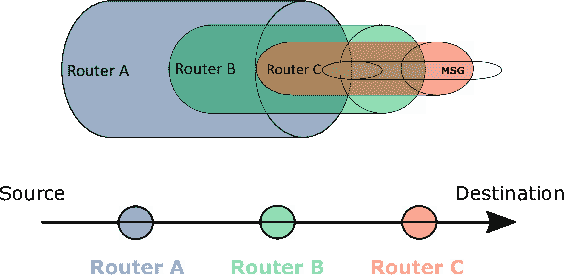 Router A
Router B
Router C
MSG
Source
Destination
Router A
Router B
Router C